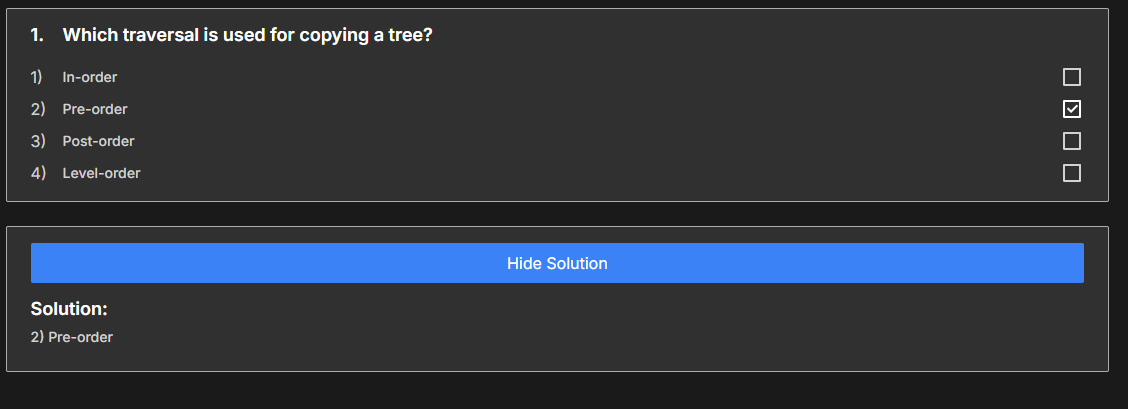 1. Which traversal is used for copying a tree?
1) In-order
2) Pre-order
3) Post-order
4) Level-order
Hide Solution
Solution:
2) Pre-order